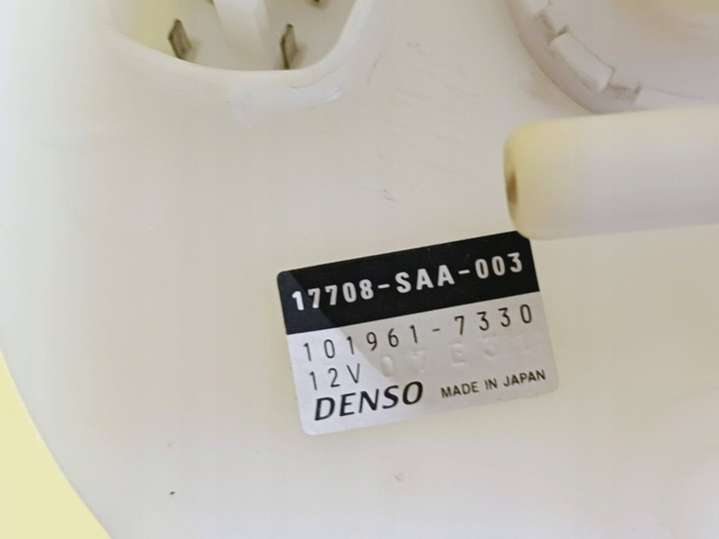 17708-SAA-003
101961-7330
12V
DENSO MADE IN JAPAN